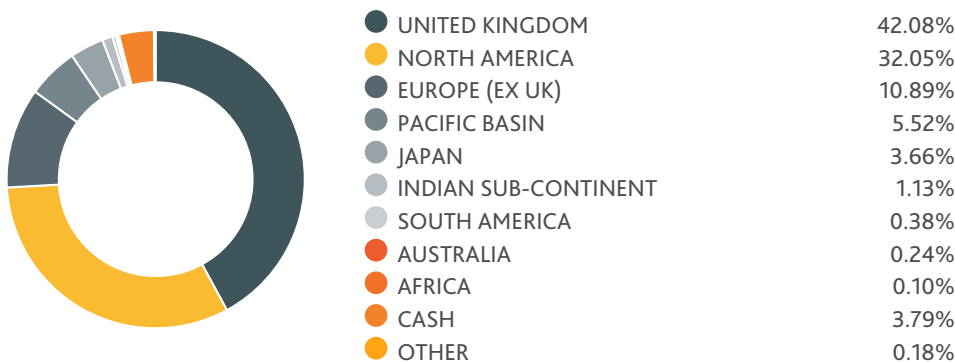 UNITED KINGDOM 42.08%
NORTH AMERICA 32.05%
EUROPE (EX UK) 10.89%
PACIFIC BASIN 5.52%
JAPAN 3.66%
INDIAN SUB-CONTINENT 1.13%
SOUTH AMERICA 0.38%
AUSTRALIA 0.24%
AFRICA 0.10%
CASH 3.79%
OTHER 0.18%